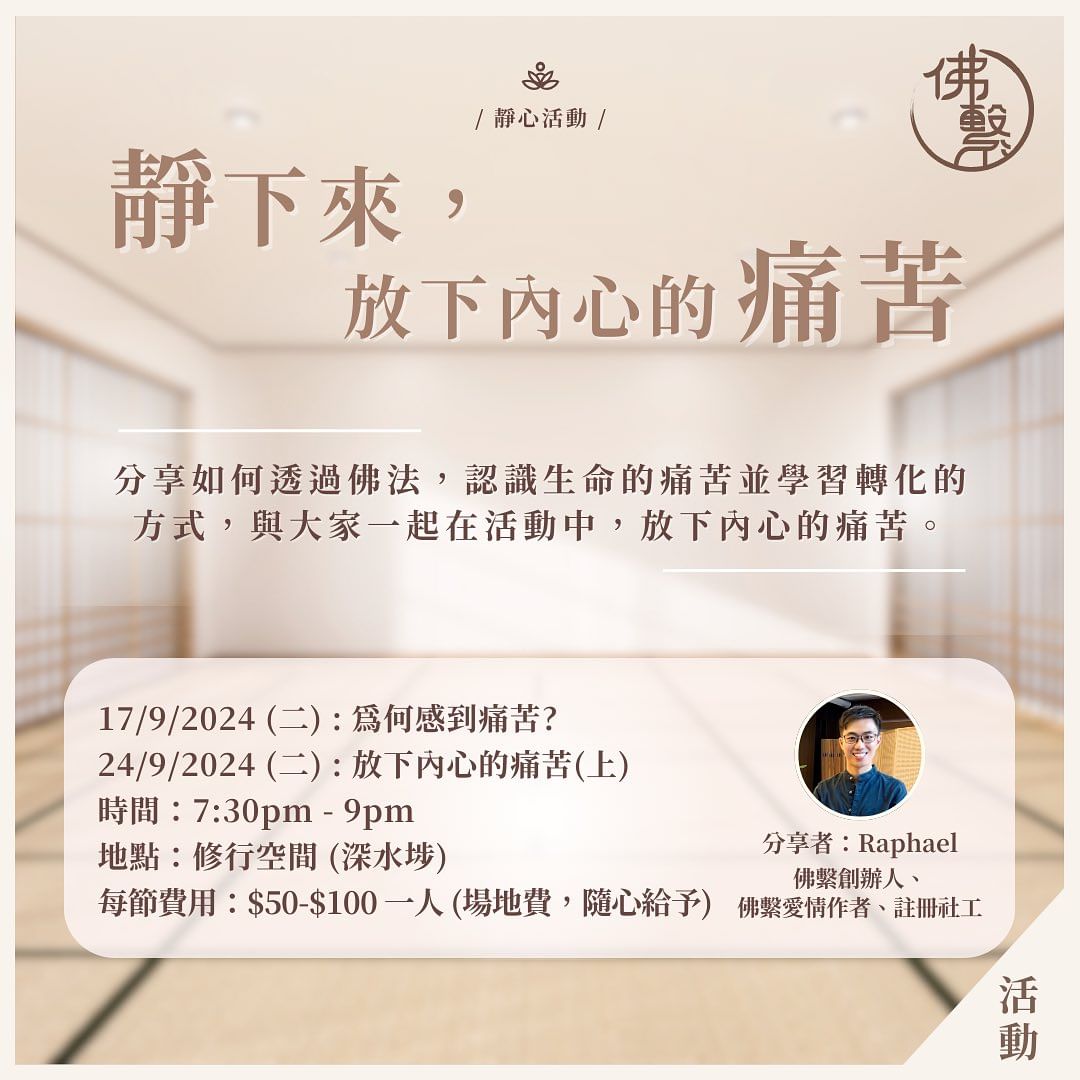 / 靜心活動 /
佛繫
靜下來，
放下內心的痛苦
分享如何透過佛法，認識生命的痛苦並學習轉化的
方式，與大家一起在活動中，放下內心的痛苦。
17/9/2024 (二) : 爲何感到痛苦?
24/9/2024 (二) : 放下內心的痛苦(上)
時間：7:30pm - 9pm
地點：修行空間 (深水埗)
每節費用：$50-$100 一人 (場地費，隨心給予)
分享者：Raphael
佛繫創辦人、
佛繫愛情作者、註冊社工
活動